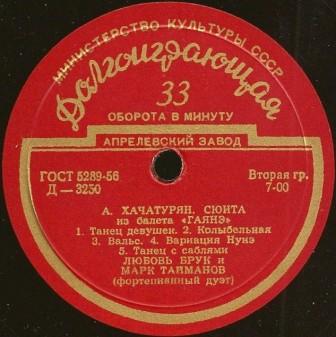 МИНИСТЕРСТВО КУЛЬТУРЫ СССР
Долгоиграющая
33
ОБОРОТА В МИНУТУ
АПРЕЛЕВСКИЙ ЗАВОД
ГОСТ 5289-56
Д — 3250
Вторая гр.
7-00
А. ХАЧАТУРЯН. СЮИТА
из балета «ГАЯНЭ»
1. Танец девушек. 2. Колыбельная
3. Вальс. 4. Вариация Нунэ
5. Танец с саблями
ЛЮБОВЬ БРУК и
МАРК ТАЙМАНОВ
(фортепианный дуэт)